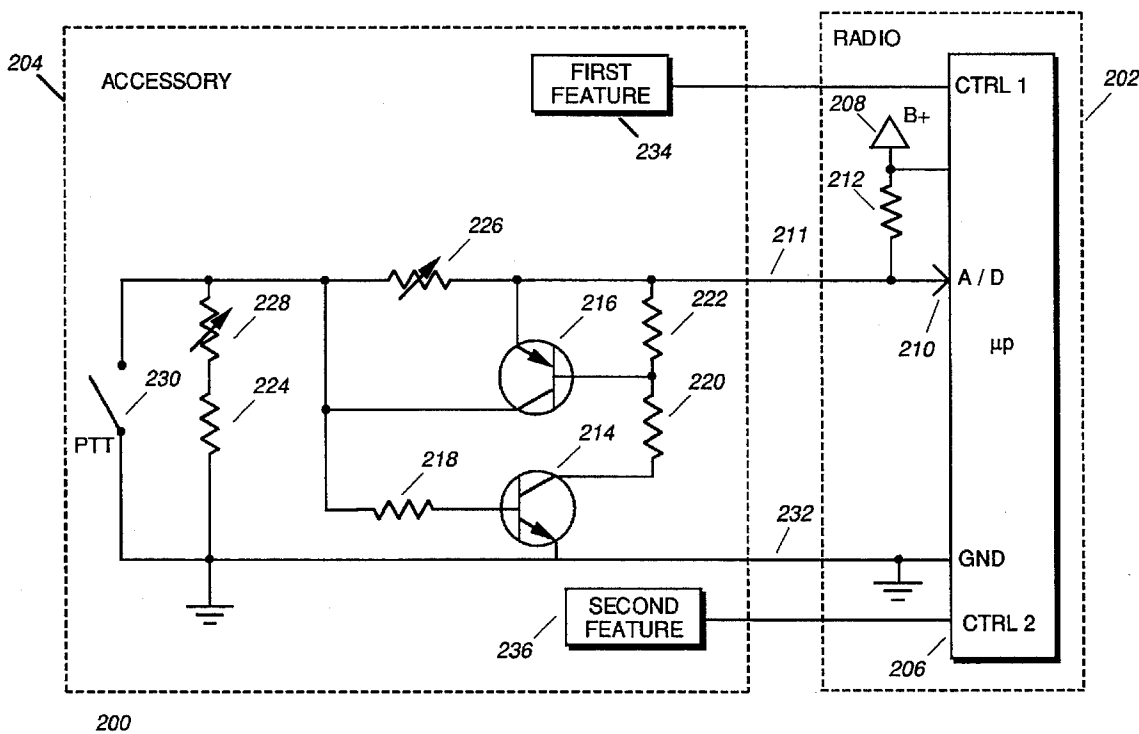 RADIO
204
ACCESSORY
FIRST
FEATURE
234
CTRL 1
202
208
B+
212
226
211
A / D
228
216
222
210
µp
230
224
220
PTT
218
214
232
GND
SECOND
FEATURE
236
CTRL 2
206
200